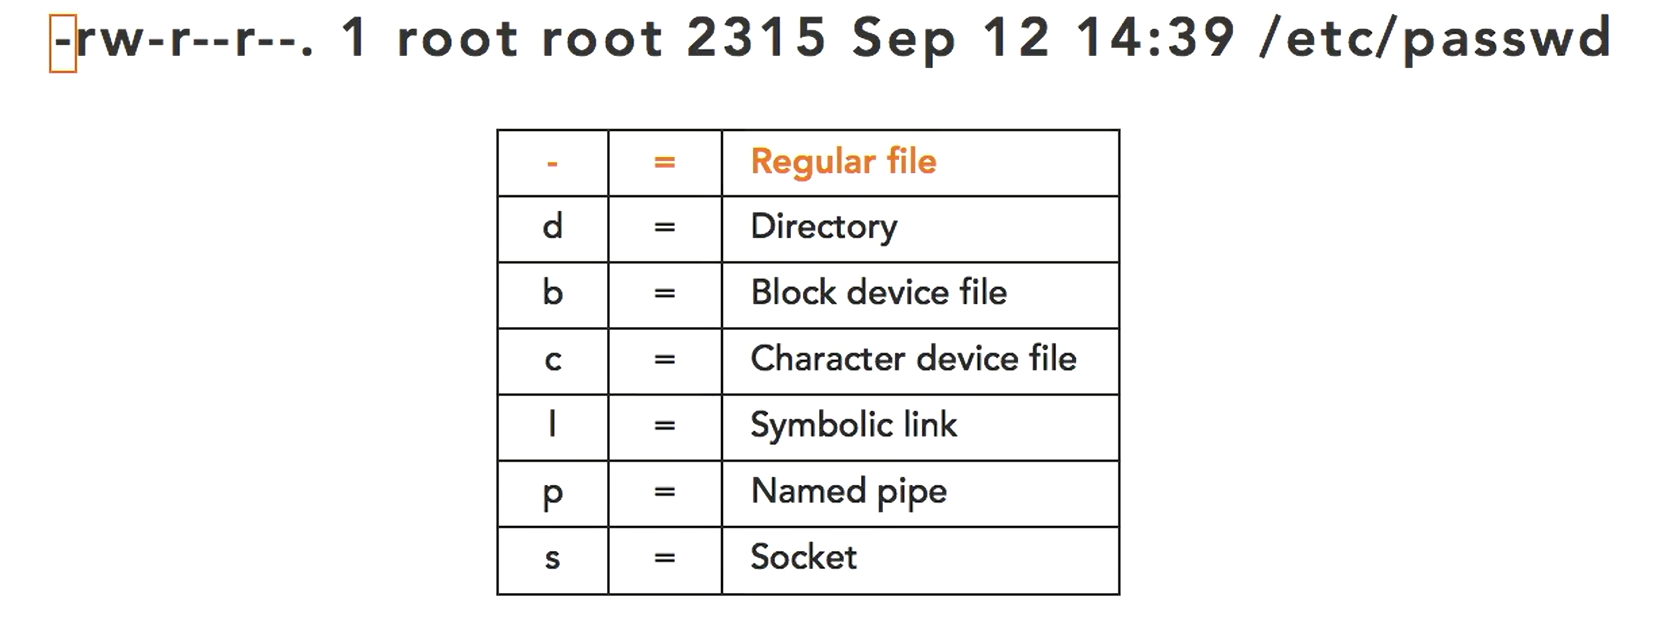 -rw-r--r--. 1 root root 2315 Sep 12 14:39 /etc/passwd
- = Regular file
d = Directory
b = Block device file
c = Character device file
l = Symbolic link
p = Named pipe
s = Socket